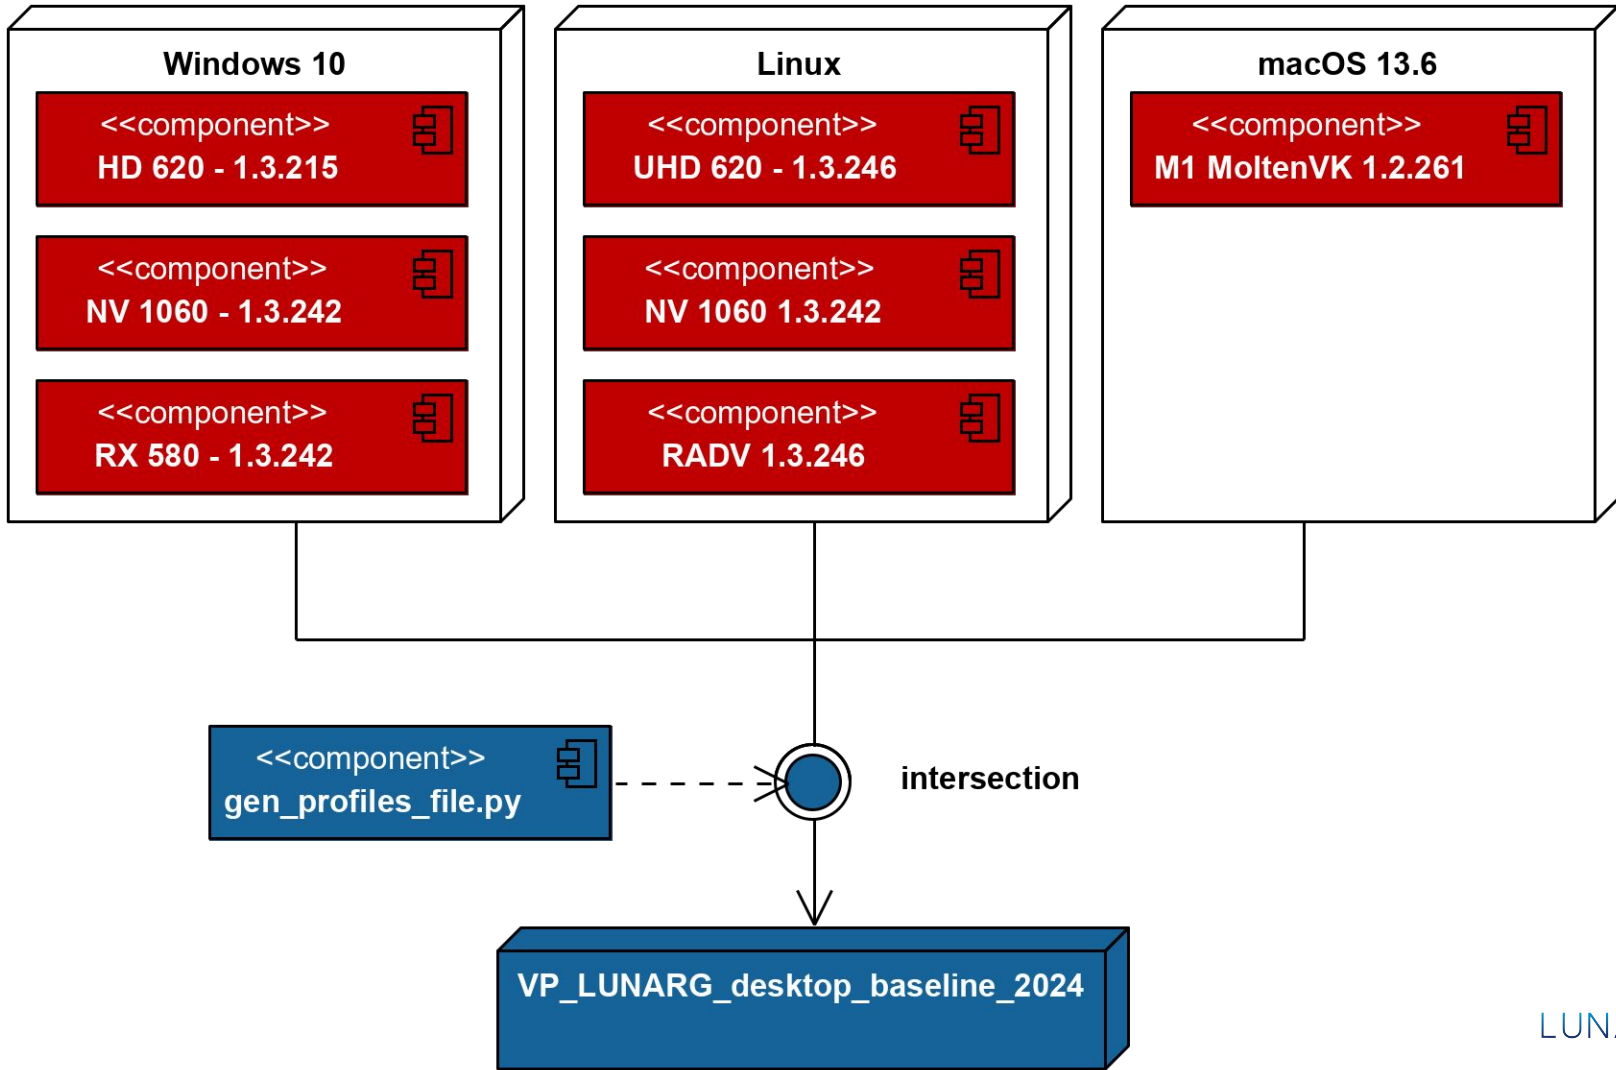 Windows 10
<<component>>
HD 620 - 1.3.215
<<component>>
NV 1060 - 1.3.242
<<component>>
RX 580 - 1.3.242
Linux
<<component>>
UHD 620 - 1.3.246
<<component>>
NV 1060 1.3.242
<<component>>
RADV 1.3.246
macOS 13.6
<<component>>
M1 MoltenVK 1.2.261
<<component>>
gen_profiles_file.py
intersection
VP_LUNARG_desktop_baseline_2024
LUN